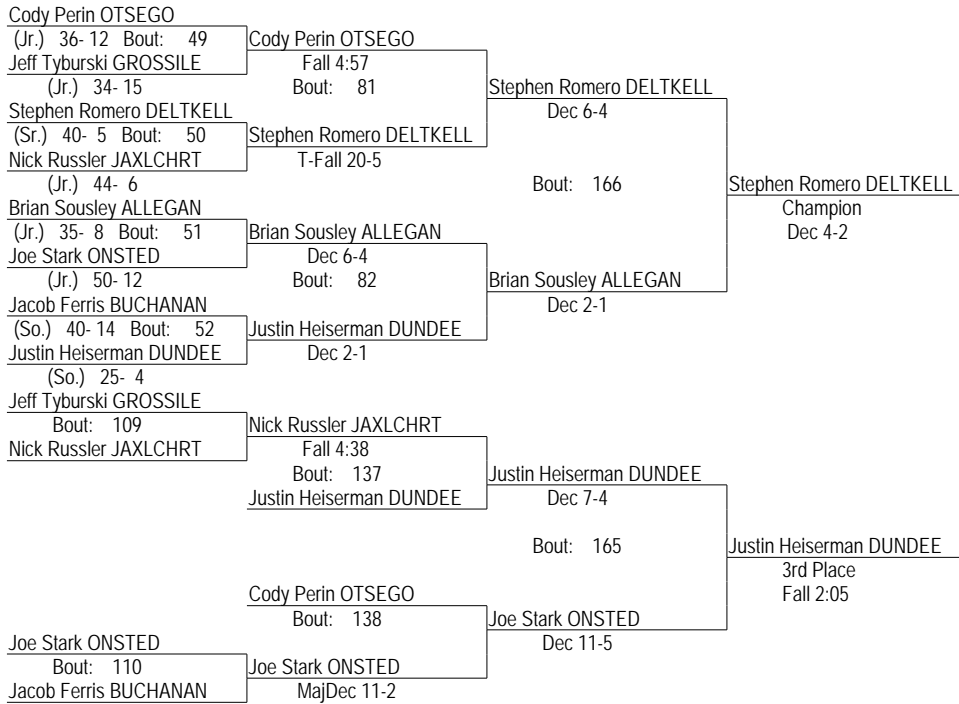 Cody Perin OTSEGO
(Jr.) 36- 12 Bout: 49
Cody Perin OTSEGO
Jeff Tyburski GROSSILE
Fall 4:57
(Jr.) 34- 15
Bout: 81
Stephen Romero DELTKELL
Stephen Romero DELTKELL
Dec 6-4
(Sr.) 40- 5 Bout: 50
Stephen Romero DELTKELL
Nick Russler JAXLCHRT
T-Fall 20-5
(Jr.) 44- 6
Bout: 166
Stephen Romero DELTKELL
Brian Sousley ALLEGAN
Champion
(Jr.) 35- 8 Bout: 51
Brian Sousley ALLEGAN
Dec 4-2
Joe Stark ONSTED
Dec 6-4
(Jr.) 50- 12
Bout: 82
Brian Sousley ALLEGAN
Jacob Ferris BUCHANAN
Dec 2-1
(So.) 40- 14 Bout: 52
Justin Heiserman DUNDEE
Justin Heiserman DUNDEE
Dec 2-1
(So.) 25- 4
Jeff Tyburski GROSSILE
Bout: 109
Nick Russler JAXLCHRT
Nick Russler JAXLCHRT
Fall 4:38
Bout: 137
Justin Heiserman DUNDEE
Justin Heiserman DUNDEE
Dec 7-4
Bout: 165
Justin Heiserman DUNDEE
3rd Place
Cody Perin OTSEGO
Fall 2:05
Bout: 138
Joe Stark ONSTED
Joe Stark ONSTED
Dec 11-5
Bout: 110
Joe Stark ONSTED
Jacob Ferris BUCHANAN
MajDec 11-2